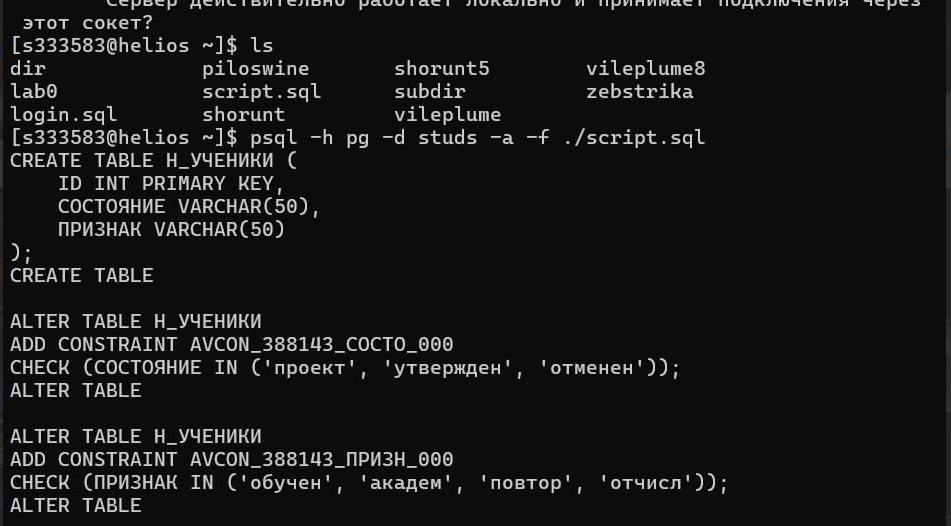 Сервер действительно работает локально и принимает подключения через
этот сокет?
[s333583@helios ~]$ ls
dir piloswine shorunt5 vileplume8
lab0 script.sql subdir zebstrika
login.sql shorunt vileplume
[s333583@helios ~]$ psql -h pg -d studs -a -f ./script.sql
CREATE TABLE Н_УЧЕНИКИ (
    ID INT PRIMARY KEY,
    СОСТОЯНИЕ VARCHAR(50),
    ПРИЗНАК VARCHAR(50)
);
CREATE TABLE

ALTER TABLE Н_УЧЕНИКИ
ADD CONSTRAINT AVCON_388143_СОСТО_000
CHECK (СОСТОЯНИЕ IN ('проект', 'утвержден', 'отменен'));
ALTER TABLE

ALTER TABLE Н_УЧЕНИКИ
ADD CONSTRAINT AVCON_388143_ПРИЗН_000
CHECK (ПРИЗНАК IN ('обучен', 'академ', 'повтор', 'отчисл'));
ALTER TABLE